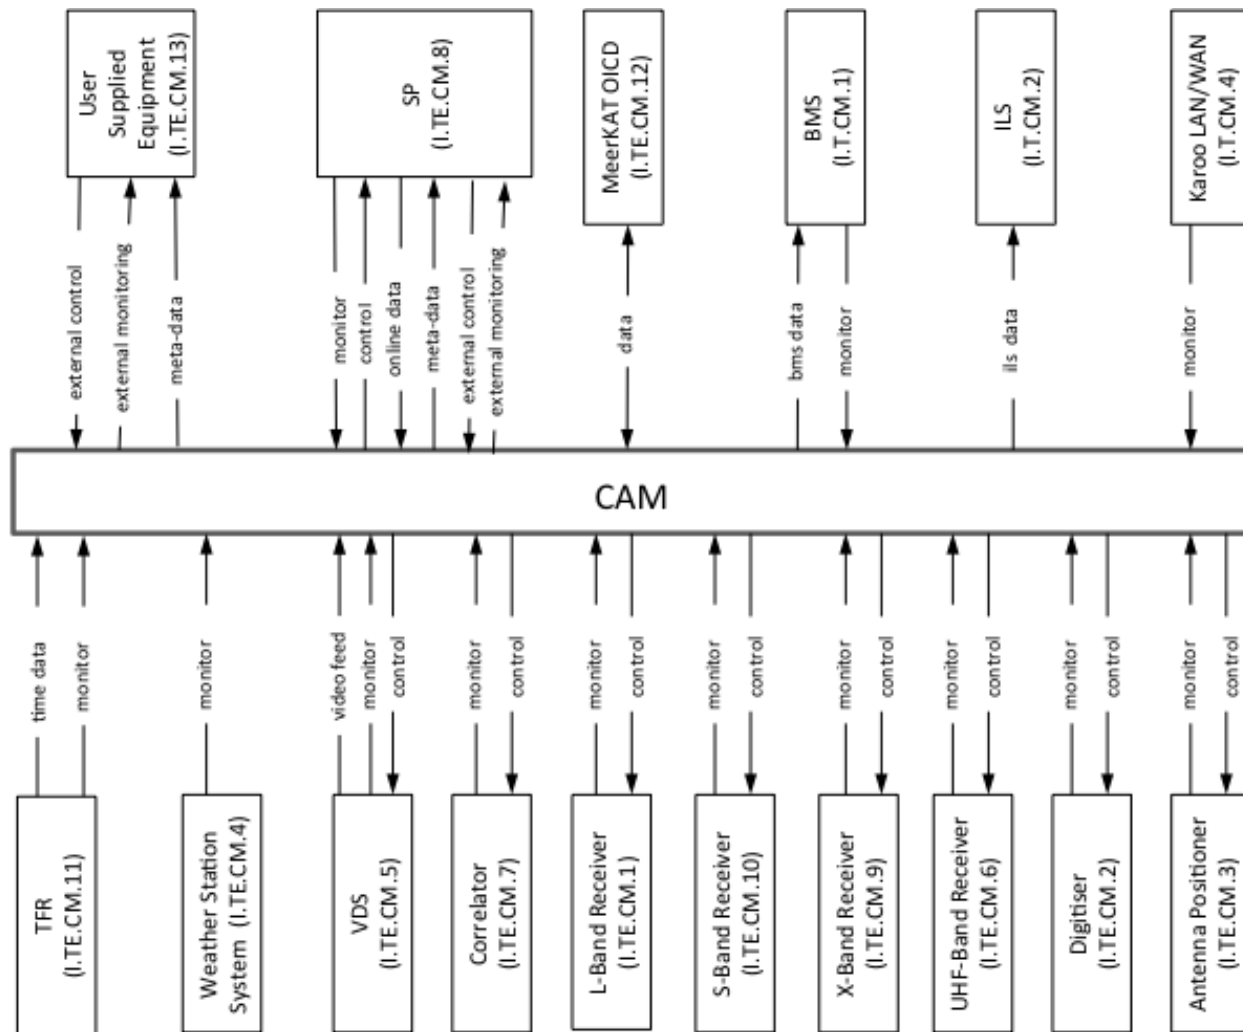 User
Supplied
Equipment
(I.TE.CM.13)
SP
(I.TE.CM.8)
MeerKAT OICD
(I.TE.CM.12)
BMS
(I.T.CM.1)
ILS
(I.T.CM.2)
Karoo LAN/WAN
(I.T.CM.4)
external control
external monitoring
meta-data
monitor
control
online data
meta-data
external control
external monitoring
data
bms data
monitor
ils data
monitor
CAM
time data
monitor
monitor
video feed
monitor
control
monitor
control
monitor
control
monitor
control
monitor
control
monitor
control
monitor
control
monitor
control
TFR
(I.TE.CM.11)
Weather Station
System (I.TE.CM.4)
VDS
(I.TE.CM.5)
Correlator
(I.TE.CM.7)
L-Band Receiver
(I.TE.CM.1)
S-Band Receiver
(I.TE.CM.10)
X-Band Receiver
(I.TE.CM.9)
UHF-Band Receiver
(I.TE.CM.6)
Digitiser
(I.TE.CM.2)
Antenna Positioner
(I.TE.CM.3)